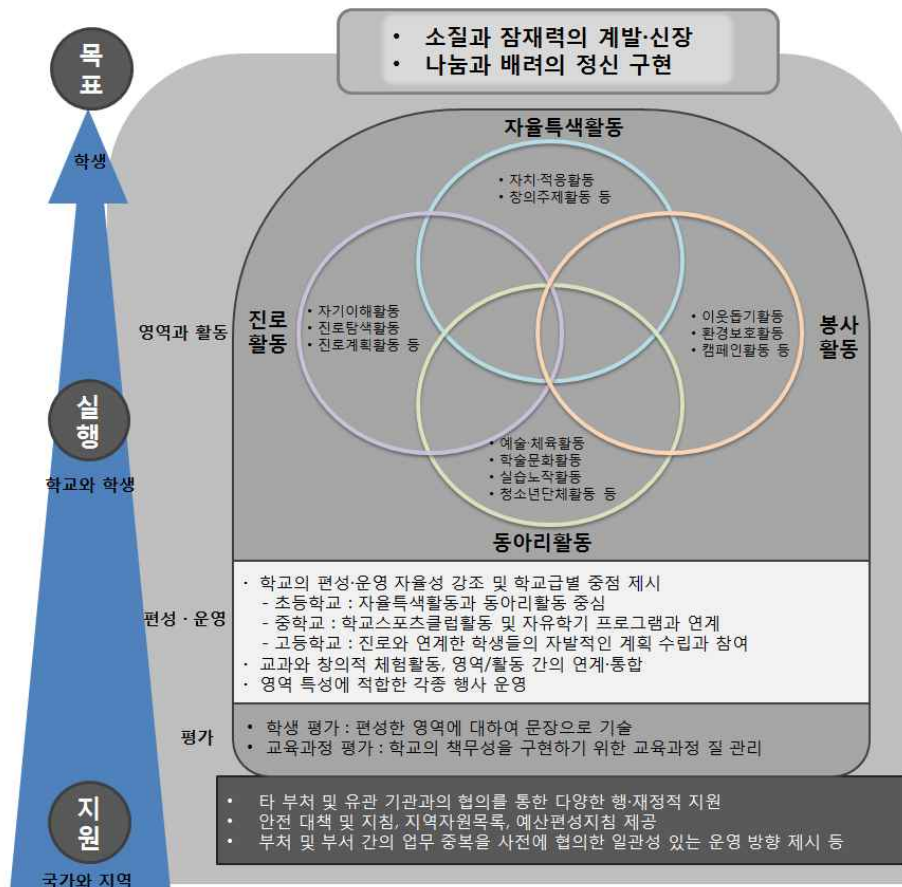 목
표
• 소질과 잠재력의 계발·신장
• 나눔과 배려의 정신 구현
학생
자율특색활동
• 자치·적응활동
• 창의주제활동 등
영역과 활동
진로
활동
• 자기이해활동
• 진로탐색활동
• 진로계획활동 등
• 이웃돕기활동
• 환경보호활동
• 캠페인활동 등
봉사
활동
실
행
학교와 학생
• 예술·체육활동
• 학술문화활동
• 실습노작활동
• 청소년단체활동 등
동아리활동
편성 · 운영
· 학교의 편성·운영 자율성 강조 및 학교급별 중점 제시
- 초등학교 : 자율특색활동과 동아리활동 중심
- 중학교 : 학교스포츠클럽활동 및 자유학기 프로그램과 연계
- 고등학교 : 진로와 연계한 학생들의 자발적인 계획 수립과 참여
· 교과와 창의적 체험활동, 영역/활동 간의 연계·통합
· 영역 특성에 적합한 각종 행사 운영
평가
• 학생 평가 : 편성한 영역에 대하여 문장으로 기술
• 교육과정 평가 : 학교의 책무성을 구현하기 위한 교육과정 질 관리
지
원
국가와 지역
• 타 부처 및 유관 기관과의 협의를 통한 다양한 행·재정적 지원
• 안전 대책 및 지침, 지역자원목록, 예산편성지침 제공
• 부처 및 부서 간의 업무 중복을 사전에 협의한 일관성 있는 운영 방향 제시 등